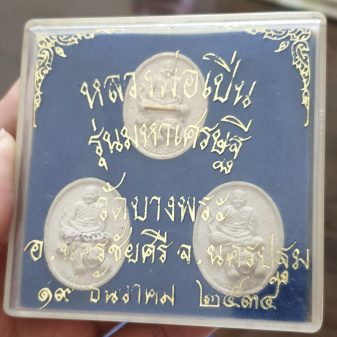 หลวงพ่อเปิ่น
รุ่นมหาเศรษฐี
วัดบางพระ
อ.นครชัยศรี จ.นครปฐม
๑๙ ธันวาคม ๒๕๓๔